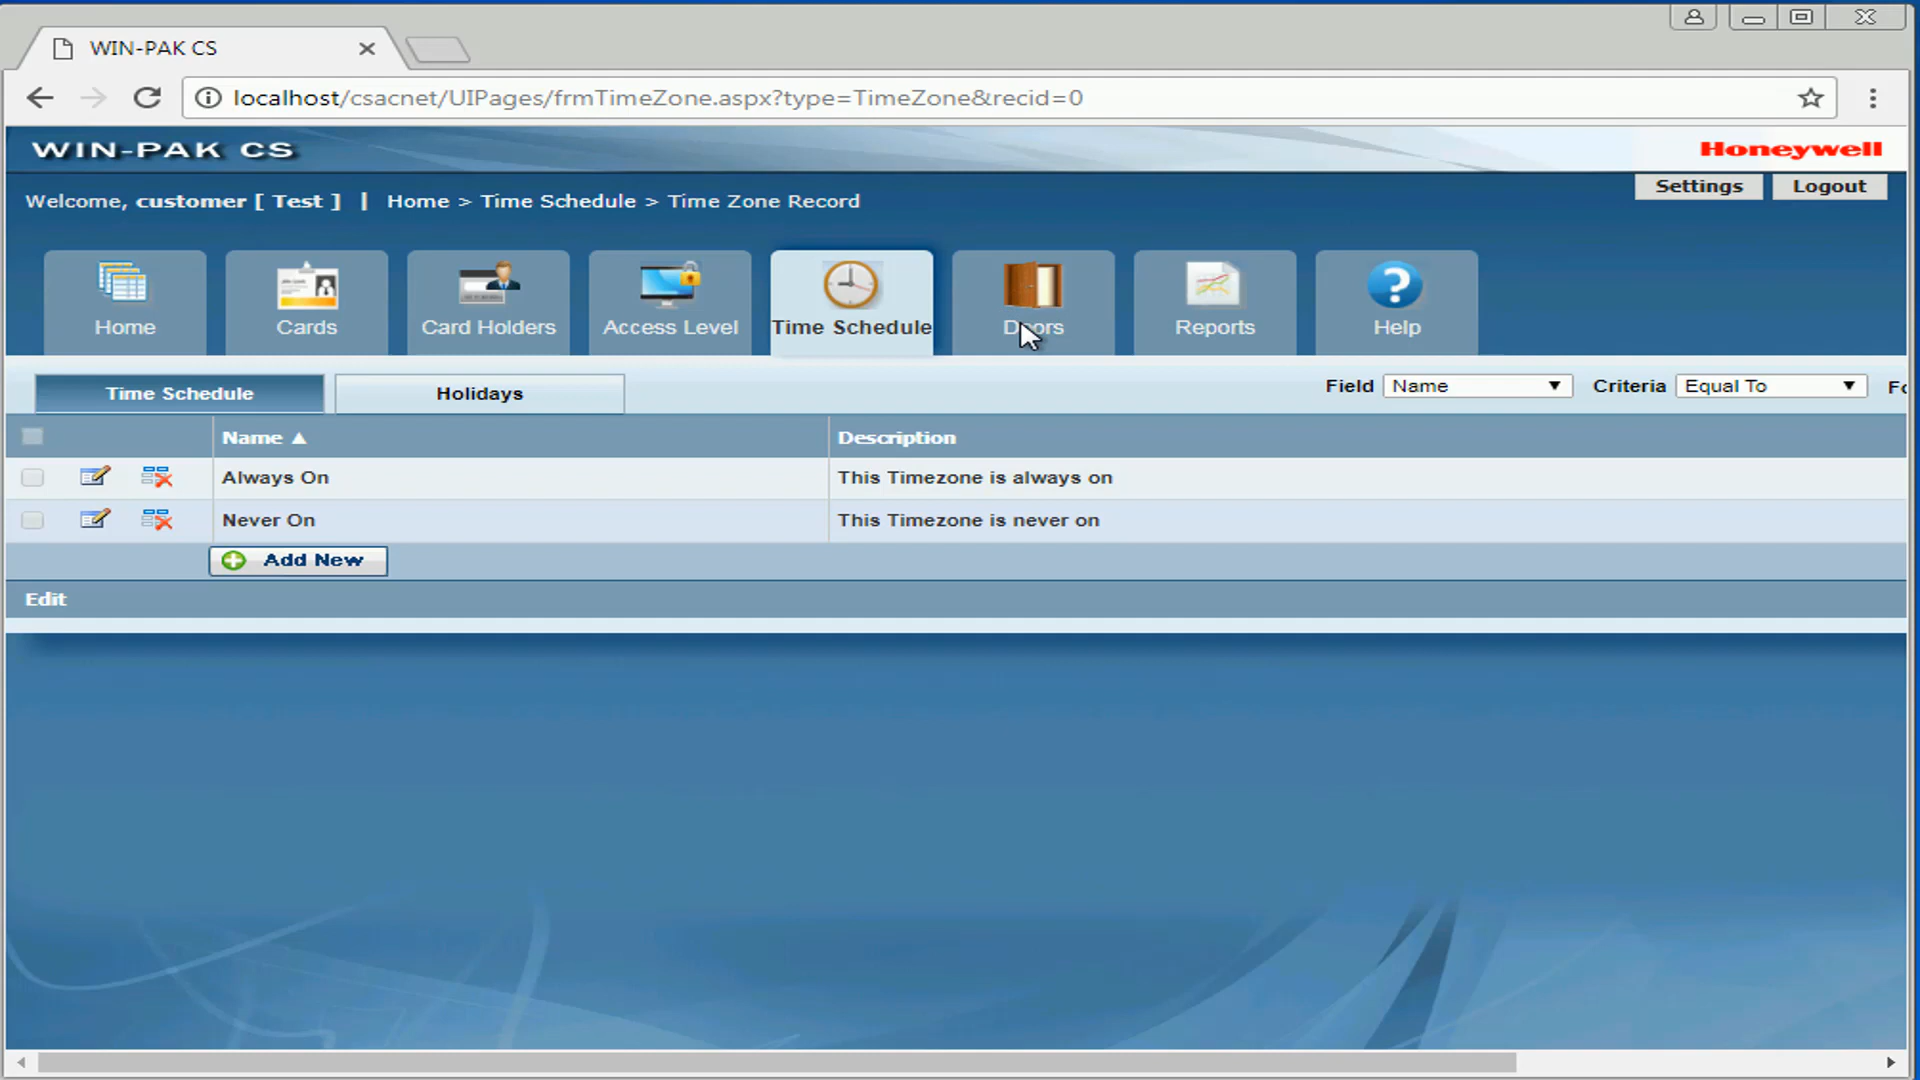 WIN-PAK CS
localhost/csacnet/UIPages/frmTimeZone.aspx?type=TimeZone&recid=0
WIN-PAK CS
Honeywell
Welcome, customer [ Test ] | Home > Time Schedule > Time Zone Record
Settings Logout
Home Cards Card Holders Access Level Time Schedule Doors Reports Help
Time Schedule Holidays Field Name Criteria Equal To
Name ▲ Description
Always On This Timezone is always on
Never On This Timezone is never on
Add New
Edit